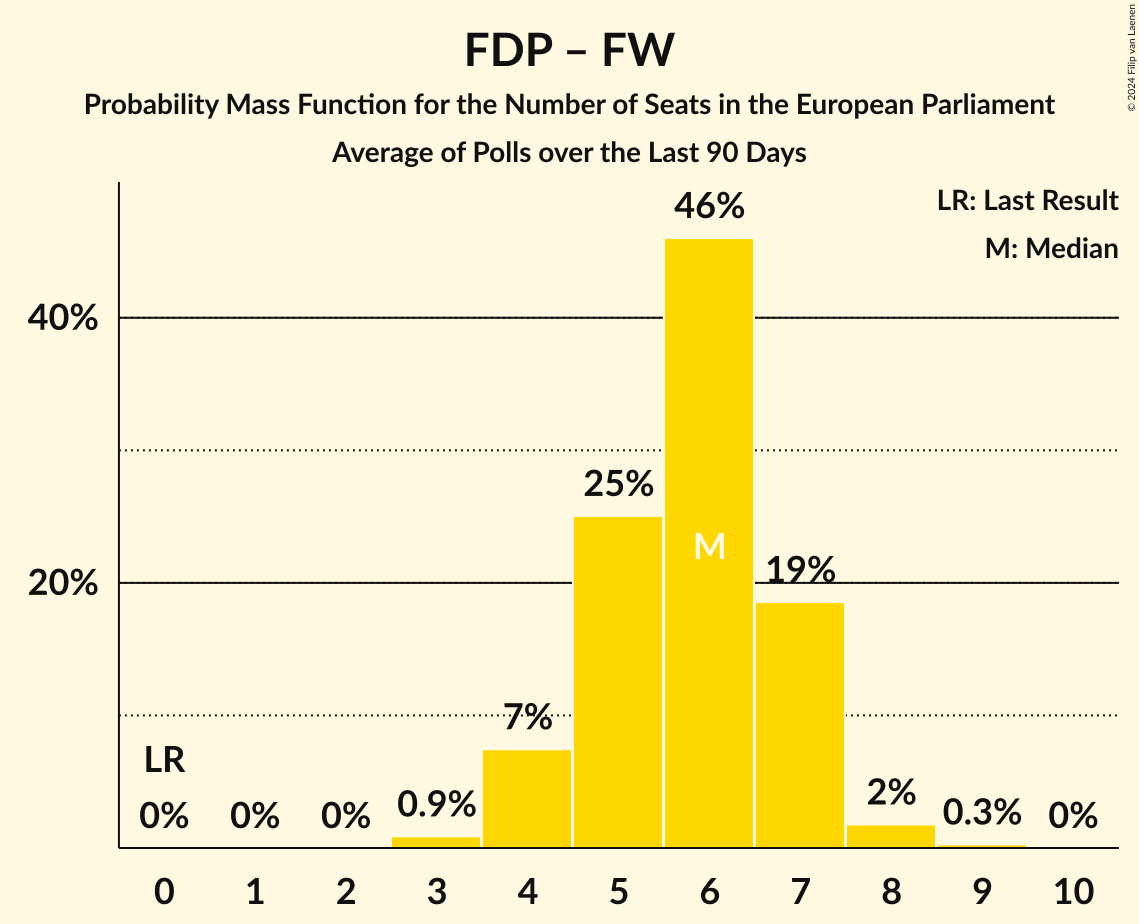 FDP – FW
Probability Mass Function for the Number of Seats in the European Parliament
Average of Polls over the Last 90 Days
© 2024 Filip van Laenen
LR: Last Result
M: Median
46%
40%
25%
M
20%
19%
7%
LR
0%
0%
0%
0.9%
2%
0.3%
0%
0 1 2 3 4 5 6 7 8 9 10